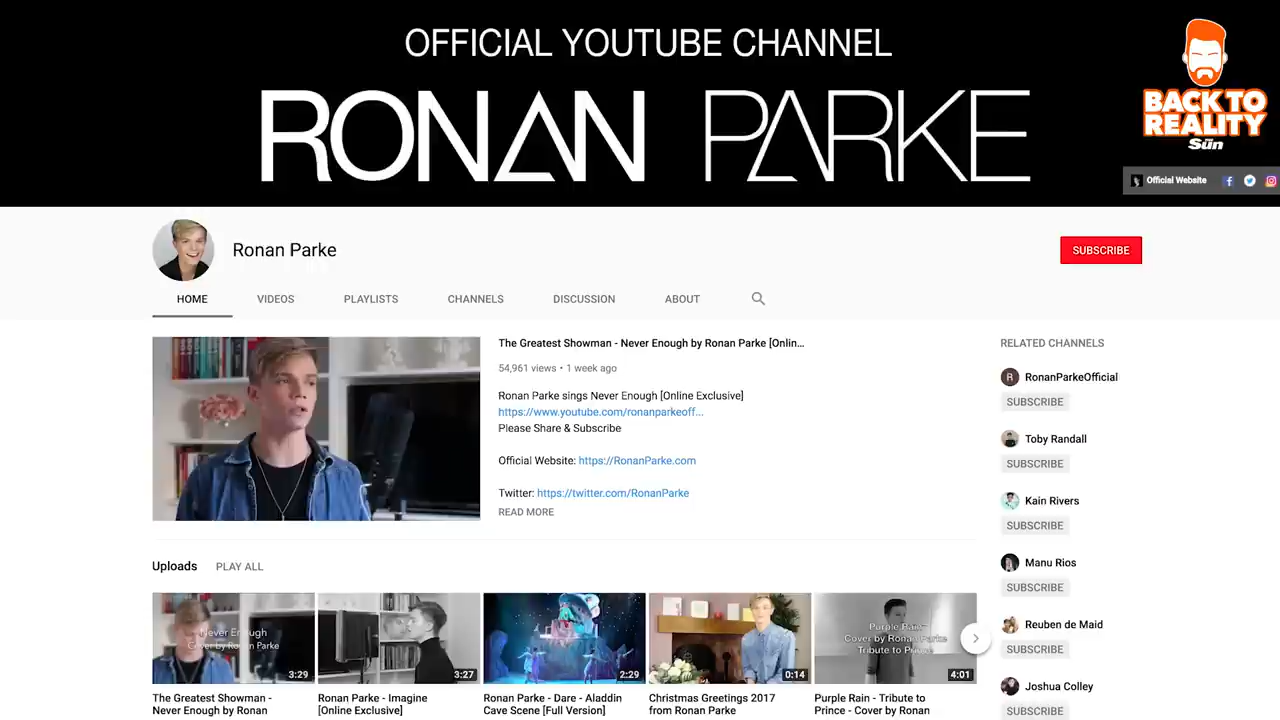 OFFICIAL YOUTUBE CHANNEL
RONAN PARKE
BACK TO
REALITY
The Sun
Official Website
Ronan Parke
SUBSCRIBE
HOME
VIDEOS
PLAYLISTS
CHANNELS
DISCUSSION
ABOUT
The Greatest Showman - Never Enough by Ronan Parke [Onlin...
54,961 views • 1 week ago
Ronan Parke sings Never Enough [Online Exclusive]
https://www.youtube.com/ronanparkeoff...
Please Share & Subscribe
Official Website: https://RonanParke.com
Twitter: https://twitter.com/RonanParke
READ MORE
RELATED CHANNELS
R
RonanParkeOfficial
SUBSCRIBE
Toby Randall
SUBSCRIBE
Kain Rivers
SUBSCRIBE
Manu Rios
SUBSCRIBE
Reuben de Maid
SUBSCRIBE
Joshua Colley
SUBSCRIBE
Uploads
PLAY ALL
Never Enough
Cover by Ronan Parke
3:29
The Greatest Showman -
Never Enough by Ronan
3:27
Ronan Parke - Imagine
[Online Exclusive]
2:29
Ronan Parke - Dare - Aladdin
Cave Scene [Full Version]
0:14
Christmas Greetings 2017
from Ronan Parke
Purple Rain
Cover by Ronan Parke
Tribute to Prince
4:01
Purple Rain - Tribute to
Prince - Cover by Ronan